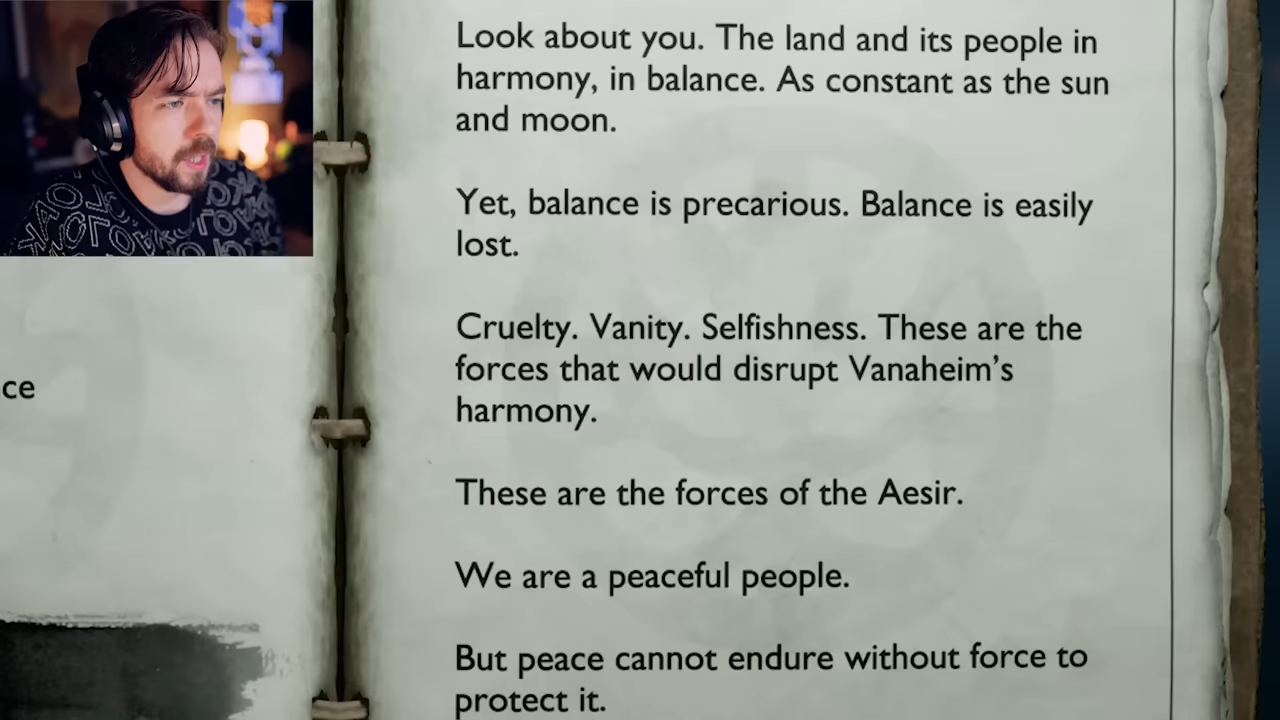 Look about you. The land and its people in
harmony, in balance. As constant as the sun
and moon.
Yet, balance is precarious. Balance is easily
lost.
Cruelty. Vanity. Selfishness. These are the
forces that would disrupt Vanaheim's
harmony.
These are the forces of the Aesir.
We are a peaceful people.
But peace cannot endure without force to
protect it.
ce